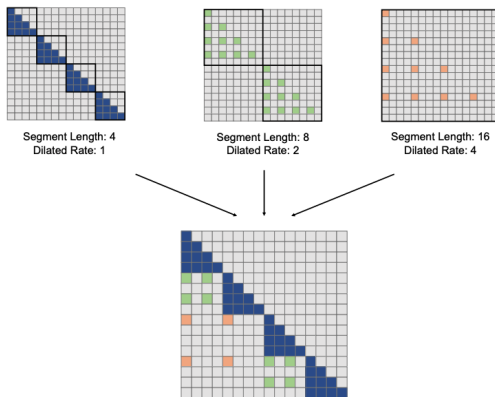 Segment Length: 4
Dilated Rate: 1
Segment Length: 8
Dilated Rate: 2
Segment Length: 16
Dilated Rate: 4